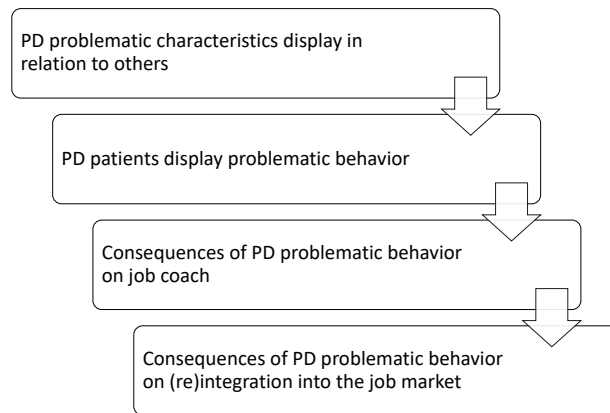 PD problematic characteristics display in
relation to others
PD patients display problematic behavior
Consequences of PD problematic behavior
on job coach
Consequences of PD problematic behavior
on (re)integration into the job market